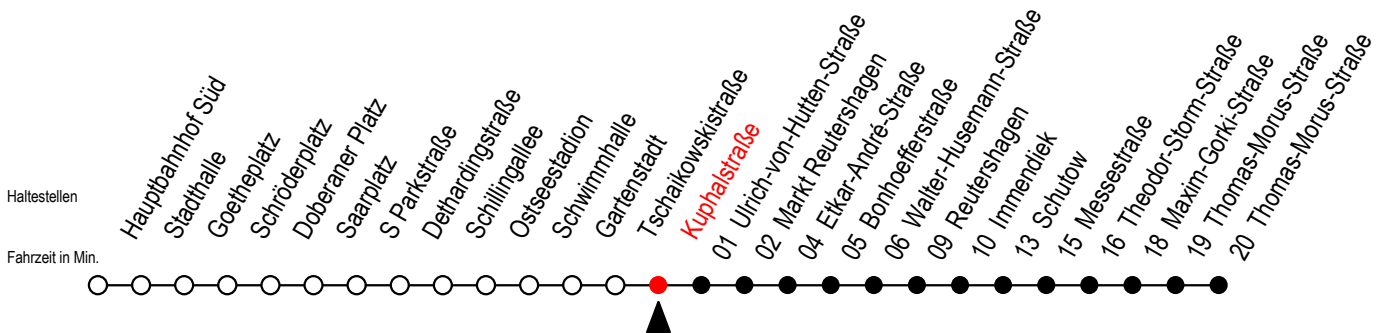 Haltestellen
Fahrzeit in Min.
Hauptbahnhof Süd
Stadthalle
Goetheplatz
Schröderplatz
Doberaner Platz
Saarplatz
S Parkstraße
Dethardingstraße
Schillingallee
Ostseestadion
Schwimmhalle
Gartenstadt
Tschaikowskistraße
Kuphalstraße
01 Ulrich-von-Hutten-Straße
02 Markt Reutershagen
04 Etkar-André-Straße
05 Bonhoefferstraße
06 Walter-Husemann-Straße
09 Reutershagen
10 Immendiek
13 Schutow
15 Messestraße
16 Theodor-Storm-Straße
18 Maxim-Gorki-Straße
19 Thomas-Morus-Straße
20 Thomas-Morus-Straße